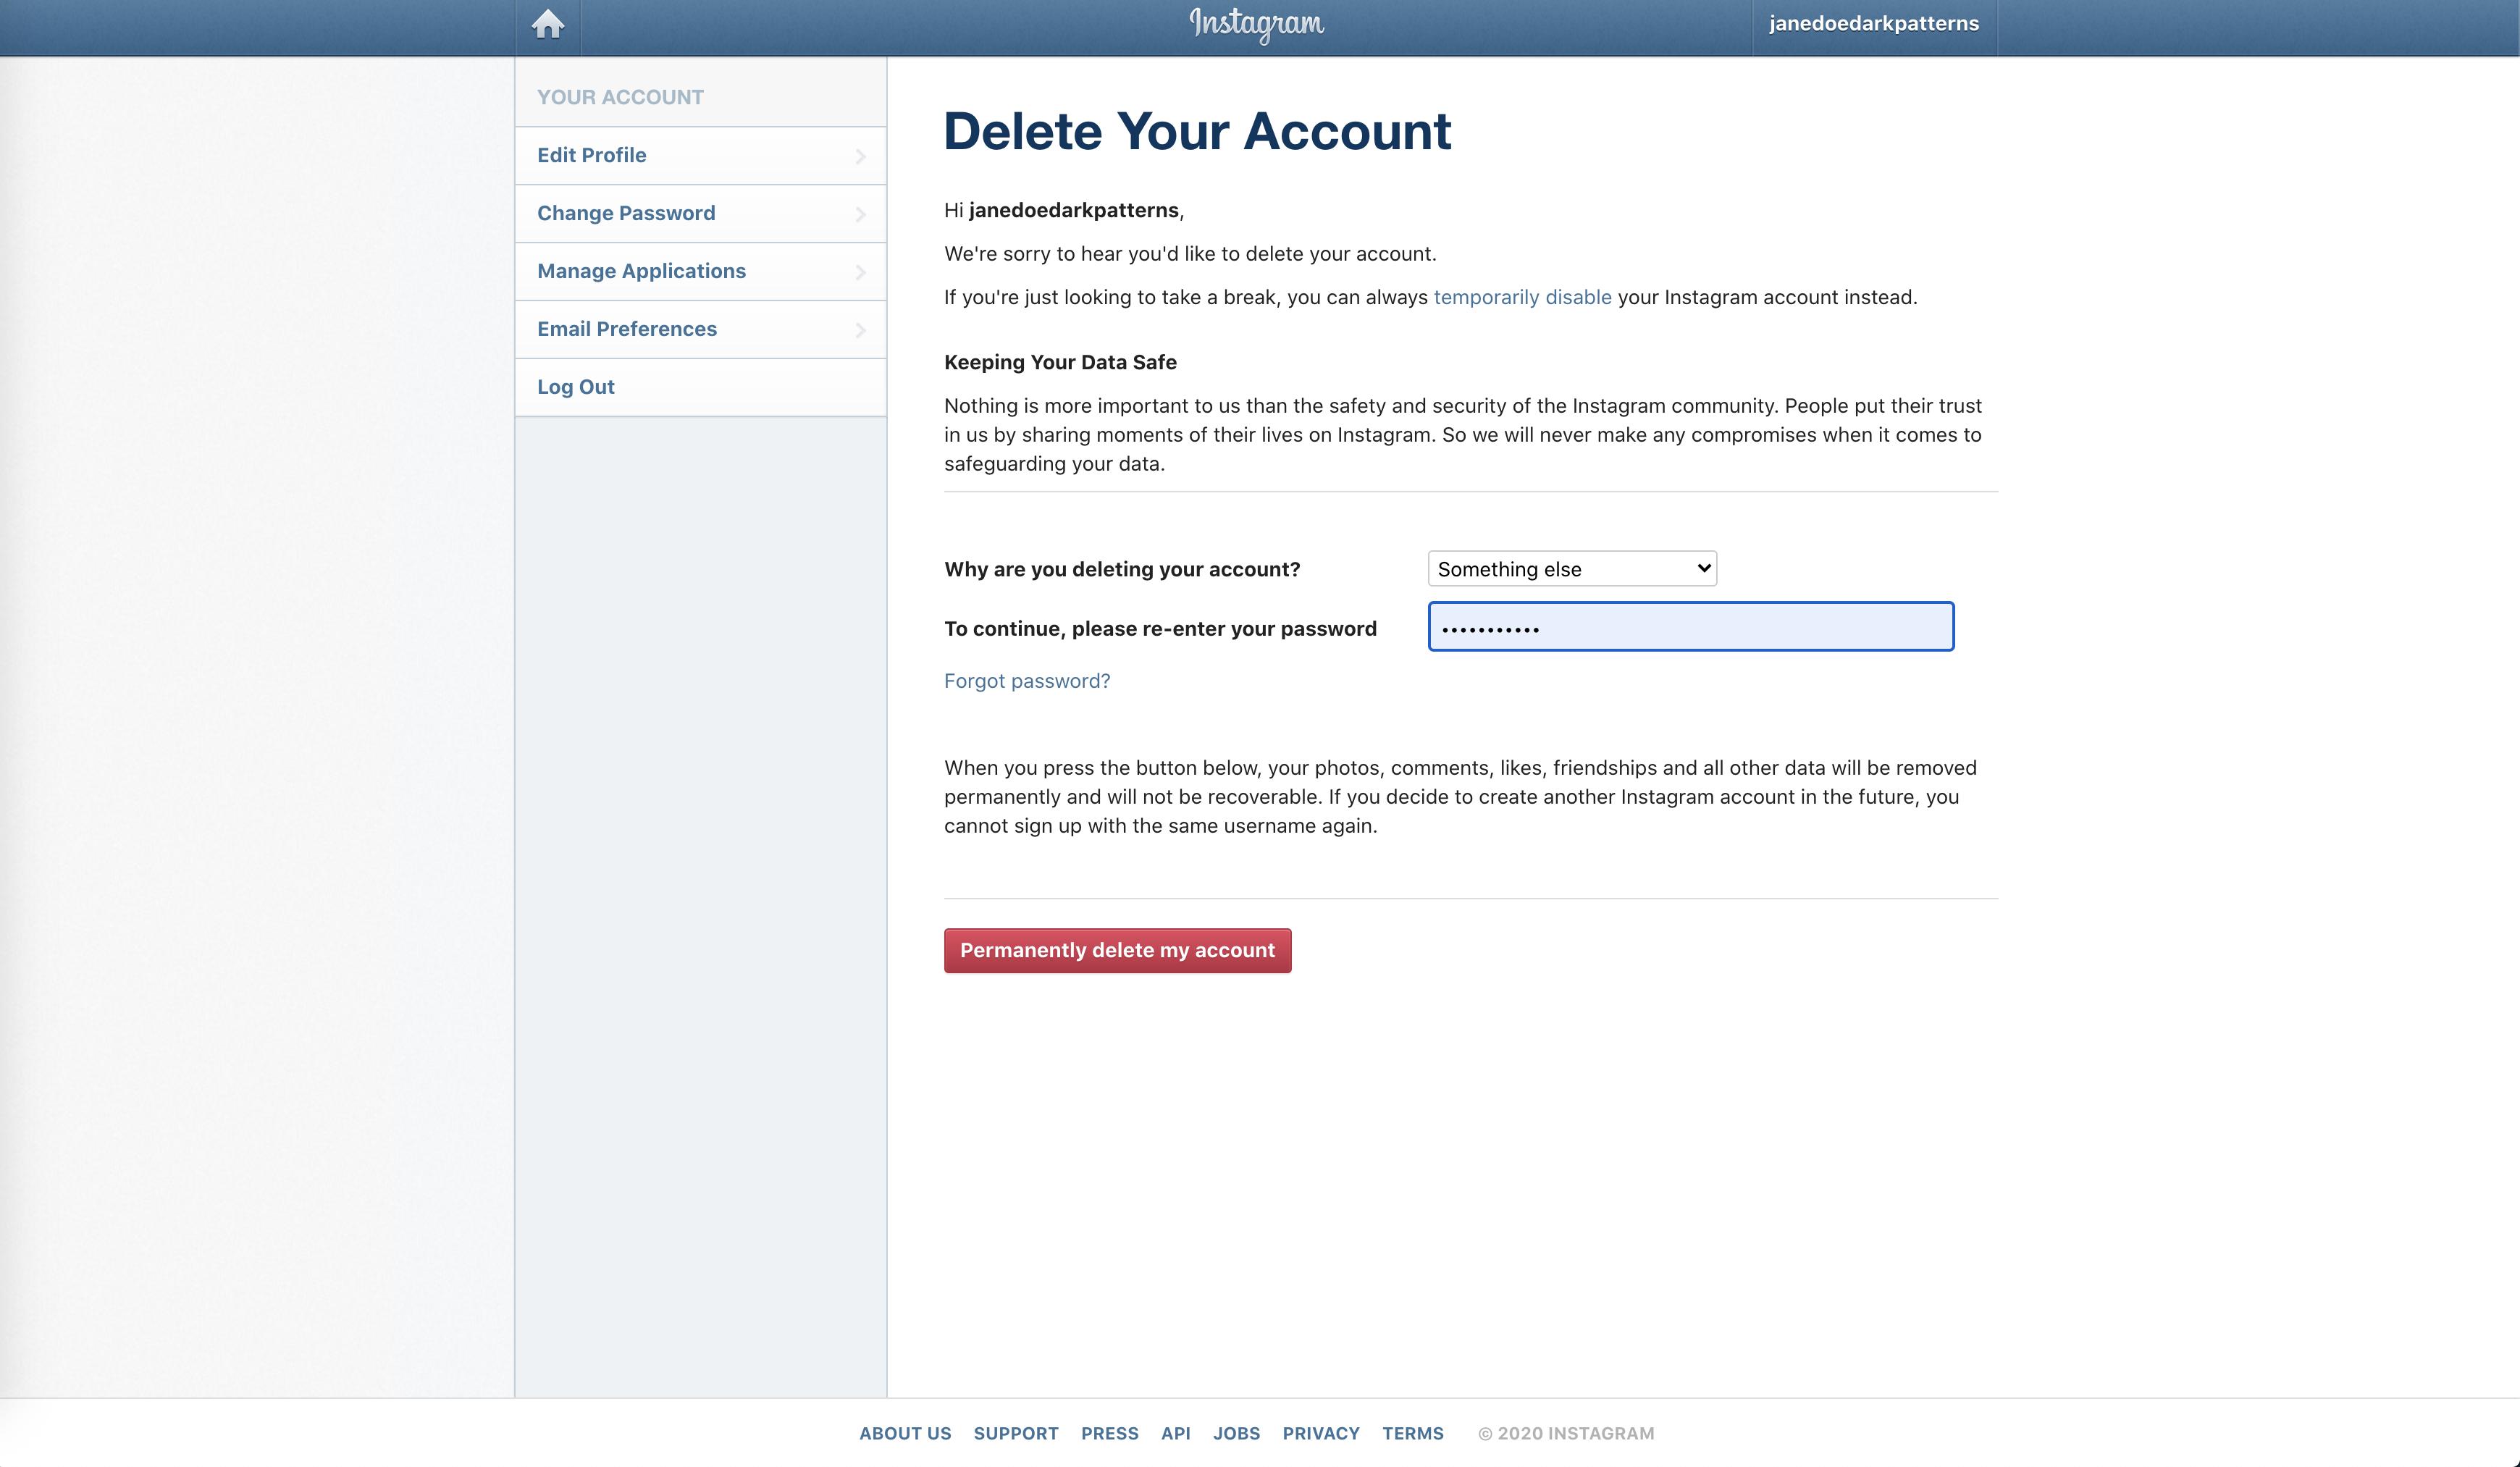 Instagram
janedoedarkpatterns
YOUR ACCOUNT
Edit Profile
Change Password
Manage Applications
Email Preferences
Log Out
Delete Your Account
Hi janedoedarkpatterns,
We're sorry to hear you'd like to delete your account.
If you're just looking to take a break, you can always temporarily disable your Instagram account instead.
Keeping Your Data Safe
Nothing is more important to us than the safety and security of the Instagram community. People put their trust
in us by sharing moments of their lives on Instagram. So we will never make any compromises when it comes to
safeguarding your data.
Why are you deleting your account? Something else
To continue, please re-enter your password •••••••••••
Forgot password?
When you press the button below, your photos, comments, likes, friendships and all other data will be removed
permanently and will not be recoverable. If you decide to create another Instagram account in the future, you
cannot sign up with the same username again.
Permanently delete my account
ABOUT US SUPPORT PRESS API JOBS PRIVACY TERMS © 2020 INSTAGRAM